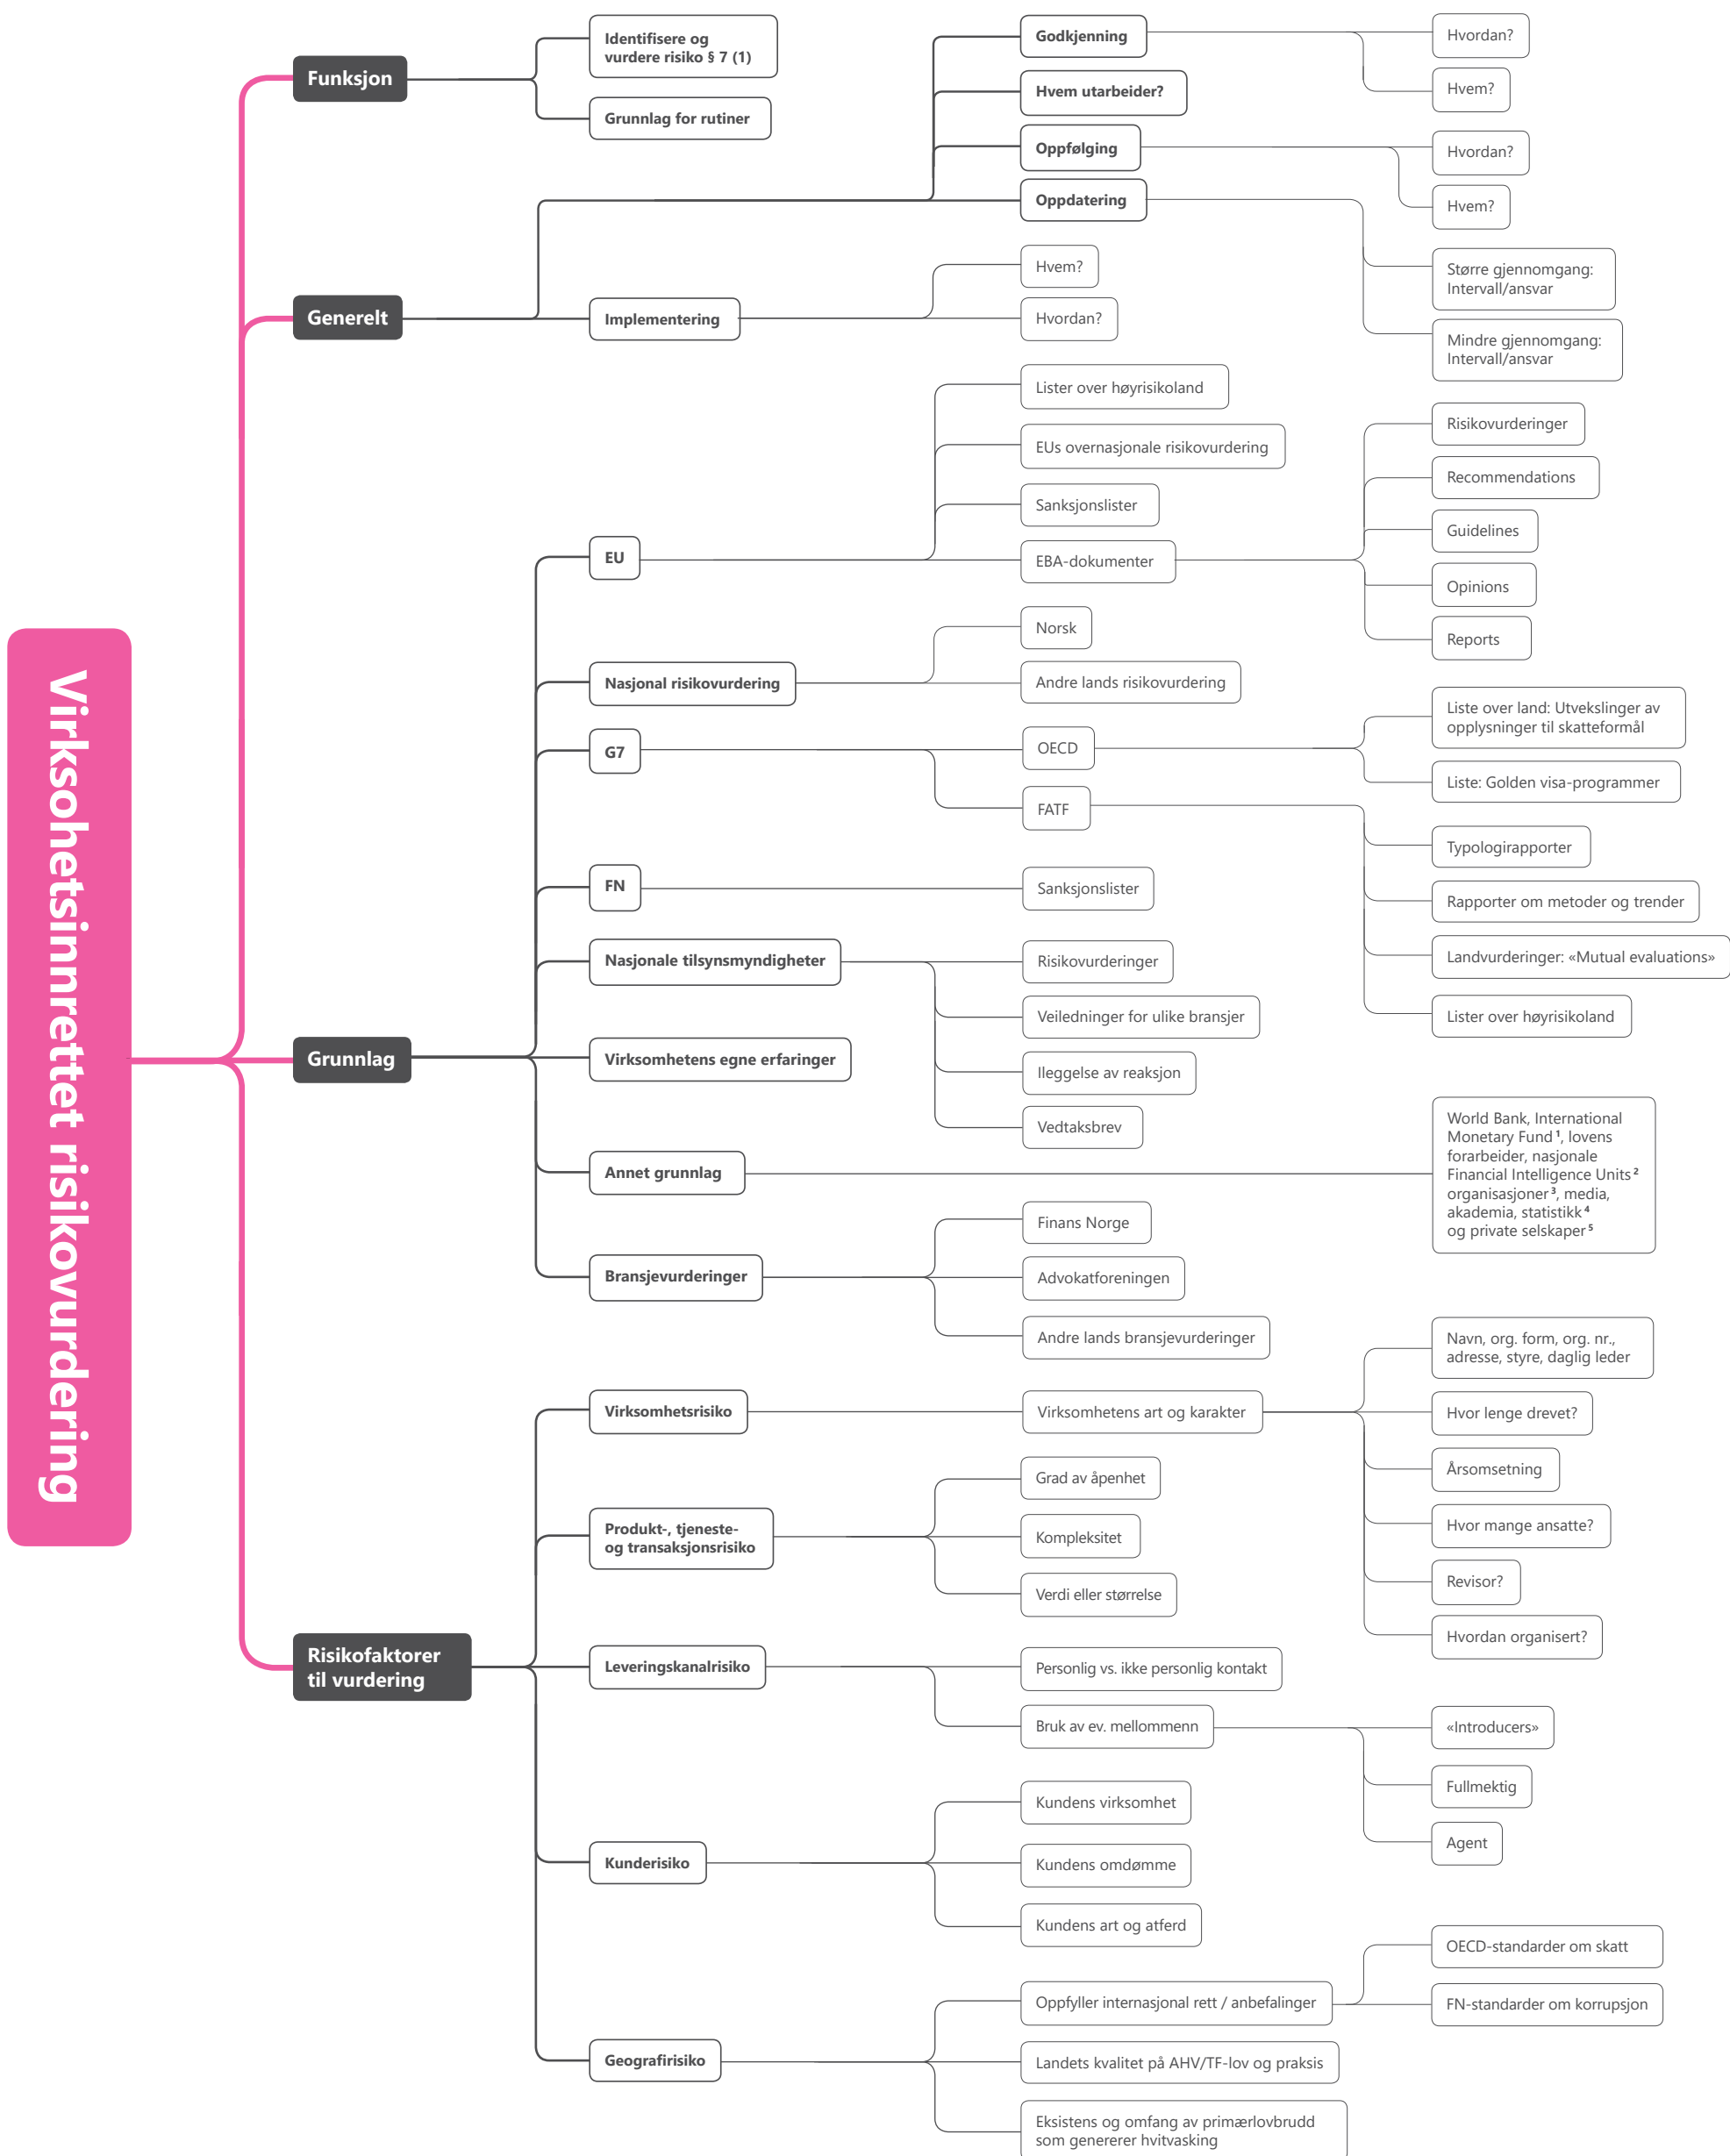 Virksohetsinnrettet risikovurdering
Funksjon
Identifisere og
vurdere risiko § 7 (1)
Grunnlag for rutiner
Generelt
Godkjenning
Hvordan?
Hvem?
Hvem utarbeider?
Oppfølging
Hvordan?
Hvem?
Oppdatering
Større gjennomgang:
Intervall/ansvar
Mindre gjennomgang:
Intervall/ansvar
Implementering
Hvem?
Hvordan?
Grunnlag
EU
Lister over høyrisikoland
EUs overnasjonale risikovurdering
Sanksjonslister
EBA-dokumenter
Risikovurderinger
Recommendations
Guidelines
Opinions
Reports
Nasjonal risikovurdering
Norsk
Andre lands risikovurdering
G7
OECD
Liste over land: Utvekslinger av
opplysninger til skatteformål
Liste: Golden visa-programmer
FATF
Typologirapporter
Rapporter om metoder og trender
Landvurderinger: «Mutual evaluations»
Lister over høyrisikoland
FN
Sanksjonslister
Nasjonale tilsynsmyndigheter
Risikovurderinger
Veiledninger for ulike bransjer
Ileggelse av reaksjon
Vedtaksbrev
Virksomhetens egne erfaringer
Annet grunnlag
World Bank, International
Monetary Fund ¹, lovens
forarbeider, nasjonale
Financial Intelligence Units ²
organisasjoner ³, media,
akademia, statistikk ⁴
og private selskaper ⁵
Bransjevurderinger
Finans Norge
Advokatforeningen
Andre lands bransjevurderinger
Risikofaktorer
til vurdering
Virksomhetsrisiko
Virksomhetens art og karakter
Navn, org. form, org. nr.,
adresse, styre, daglig leder
Hvor lenge drevet?
Årsomsetning
Hvor mange ansatte?
Revisor?
Hvordan organisert?
Produkt-, tjeneste-
og transaksjonsrisiko
Grad av åpenhet
Kompleksitet
Verdi eller størrelse
Leveringskanalrisiko
Personlig vs. ikke personlig kontakt
Bruk av ev. mellommenn
«Introducers»
Fullmektig
Agent
Kunderisiko
Kundens virksomhet
Kundens omdømme
Kundens art og atferd
Geografirisiko
Oppfyller internasjonal rett / anbefalinger
OECD-standarder om skatt
FN-standarder om korrupsjon
Landets kvalitet på AHV/TF-lov og praksis
Eksistens og omfang av primærlovbrudd
som genererer hvitvasking